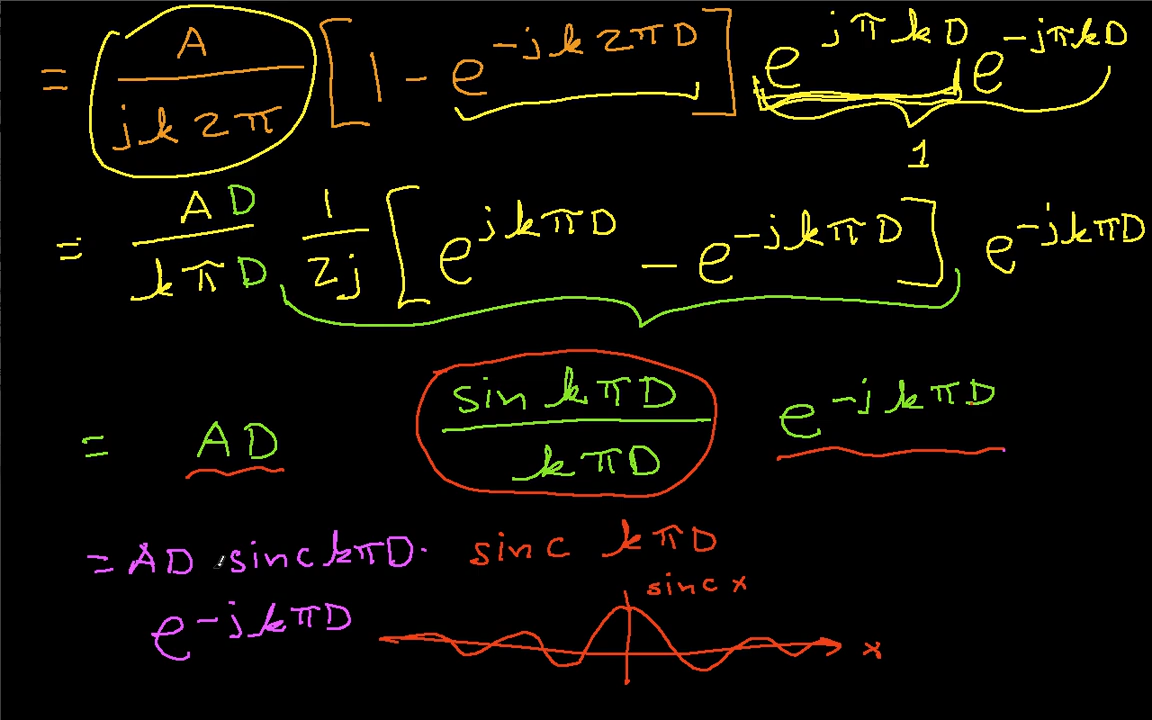 = A/(jk2π) [1 - e^{-jk2πD}] e^{jπkD} e^{-jπkD}
1
= AD/(kπD) 1/(2j) [e^{jkπD} - e^{-jkπD}] e^{-jkπD}
= AD sin kπD/(kπD) e^{-jkπD}
= AD . sinc kπD . sinc kπD
e^{-jkπD} sinc x
x